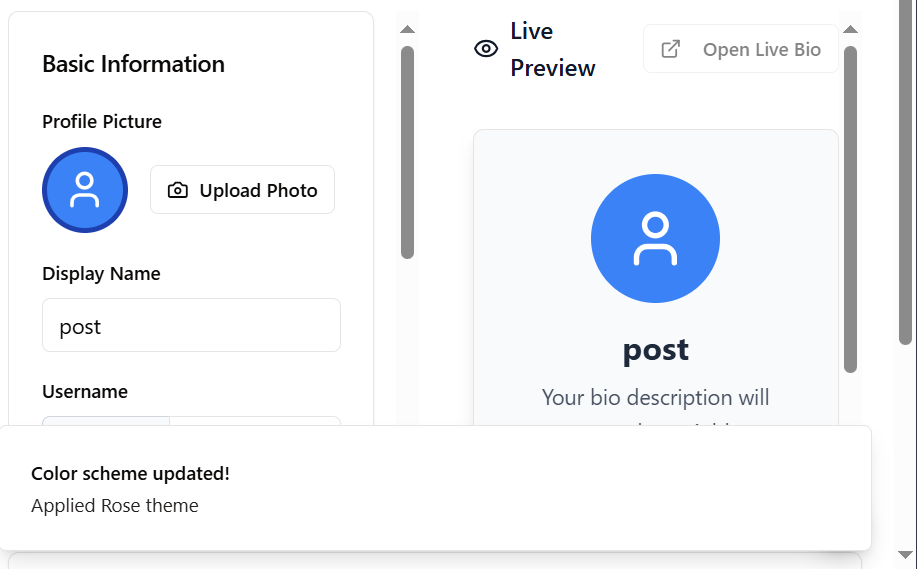 Basic Information
Profile Picture
Upload Photo
Display Name
post
Username
Live
Preview
Open Live Bio
post
Your bio description will
Color scheme updated!
Applied Rose theme